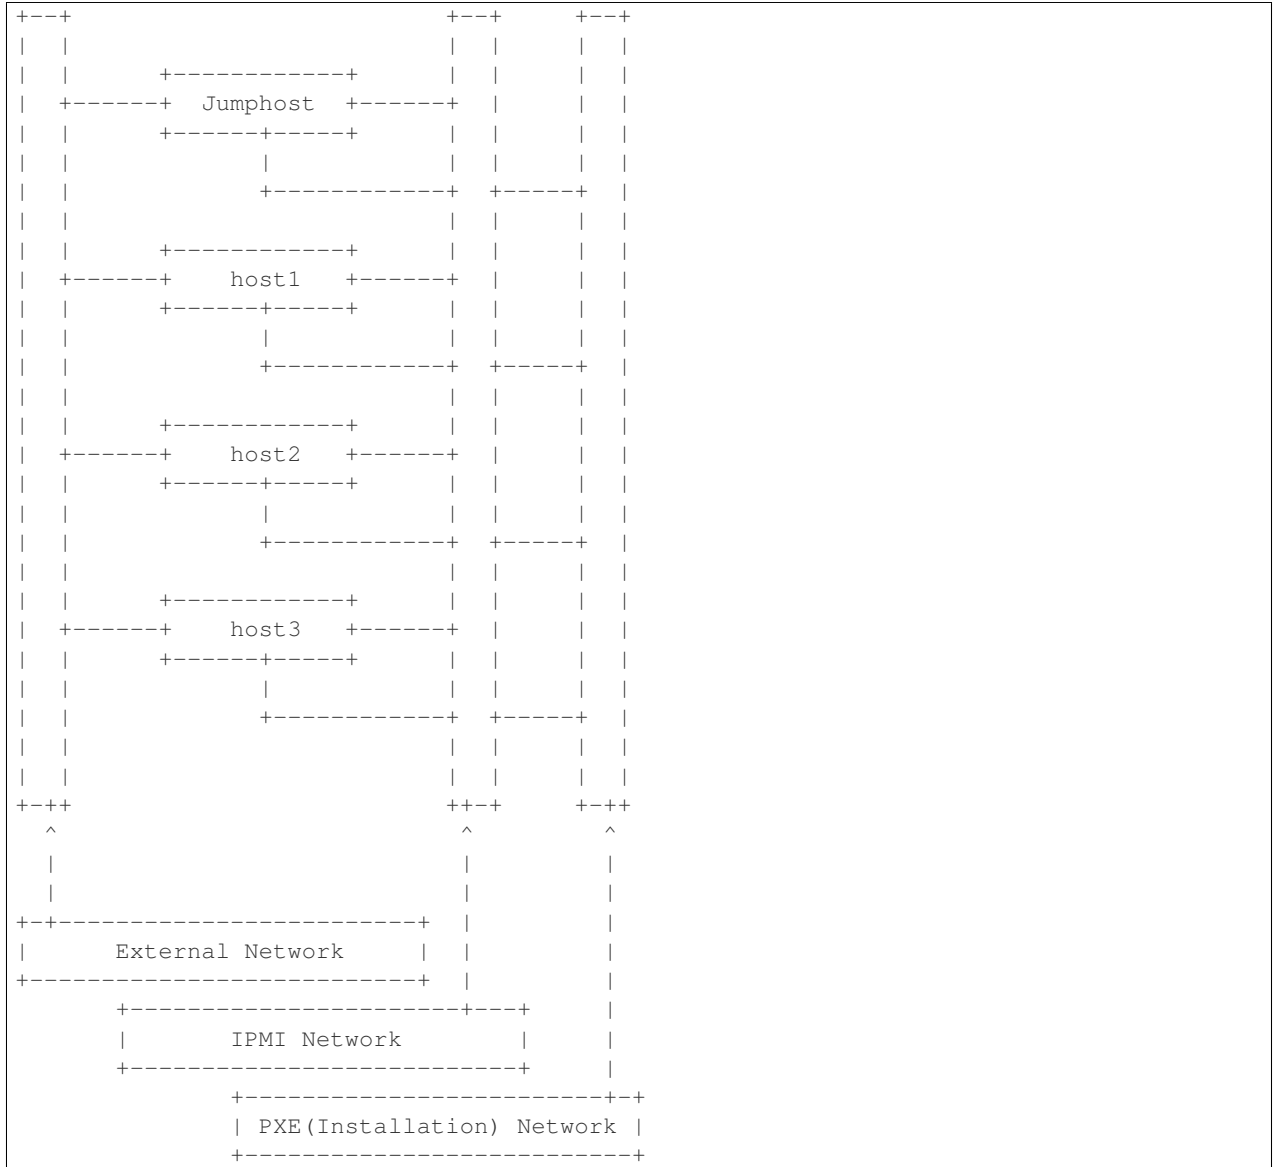 Jumphost
host1
host2
host3
External Network
IPMI Network
PXE(Installation) Network